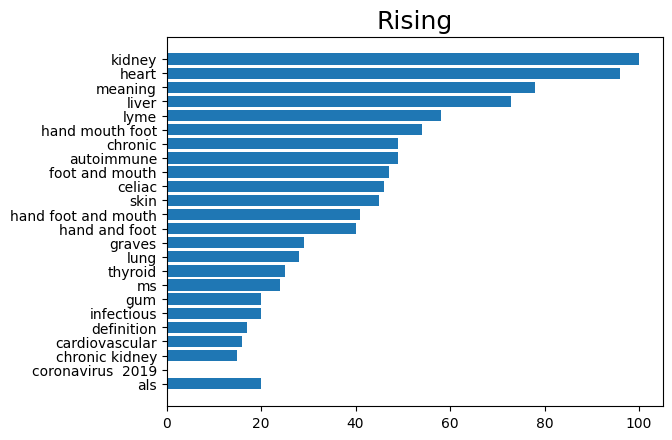 Rising
kidney
heart
meaning
liver
lyme
hand mouth foot
chronic
autoimmune
foot and mouth
celiac
skin
hand foot and mouth
hand and foot
graves
lung
thyroid
ms
gum
infectious
definition
cardiovascular
chronic kidney
coronavirus  2019
als
0 20 40 60 80 100